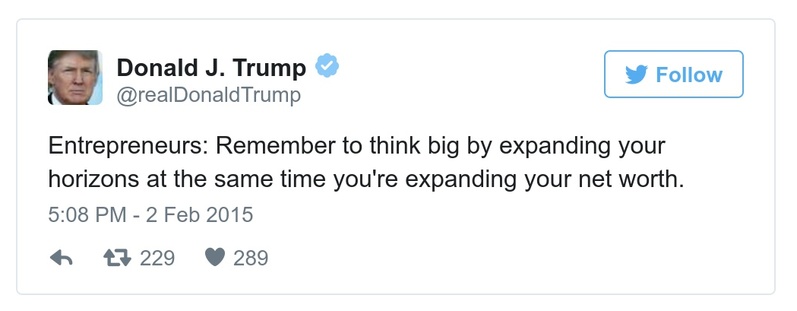 Donald J. Trump
@realDonaldTrump
Follow
Entrepreneurs: Remember to think big by expanding your
horizons at the same time you're expanding your net worth.
5:08 PM - 2 Feb 2015
229 289